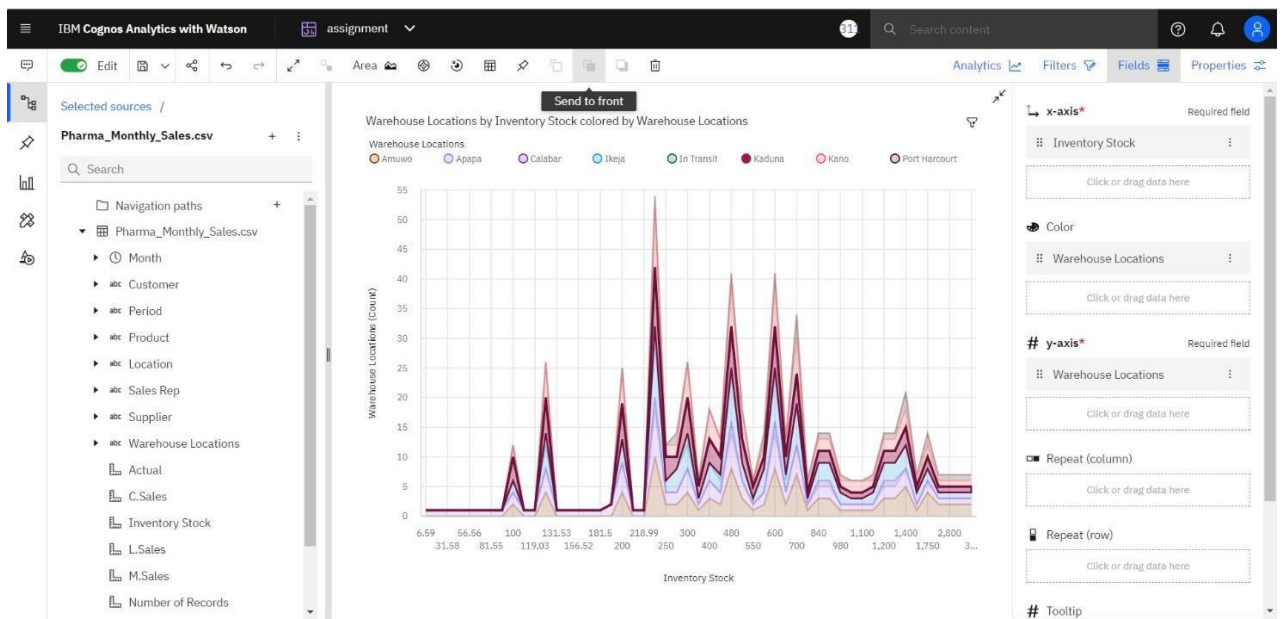 IBM Cognos Analytics with Watson
assignment
311
Search content
Edit
Area
Analytics
Filters
Fields
Properties
Send to front
Selected sources /
Pharma_Monthly_Sales.csv
Search
Navigation paths
Pharma_Monthly_Sales.csv
Month
abc Customer
abc Period
abc Product
abc Location
abc Sales Rep
abc Supplier
abc Warehouse Locations
Actual
C.Sales
Inventory Stock
L.Sales
M.Sales
Number of Records
Warehouse Locations by Inventory Stock colored by Warehouse Locations
Warehouse Locations
Amuwo Apapa Calabar Ikeja In Transit Kaduna Kano Port Harcourt
Warehouse Locations (Count)
55
50
45
40
35
30
25
20
15
10
5
0
6.59 56.56 100 131.53 181.5 218.99 300 480 600 840 1,100 1,400 2,800
31.58 81.55 119.03 156.52 200 250 400 550 700 980 1,200 1,750 3...
Inventory Stock
x-axis* Required field
Inventory Stock
Click or drag data here
Color
Warehouse Locations
Click or drag data here
# y-axis* Required field
Warehouse Locations
Click or drag data here
Repeat (column)
Click or drag data here
Repeat (row)
Click or drag data here
# Tooltip